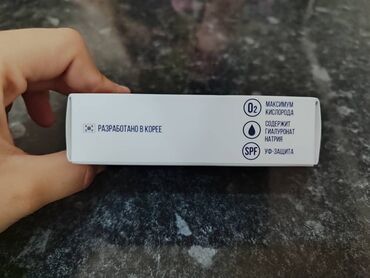 РАЗРАБОТАНО В КОРЕЕ
O2
МАКСИМУМ
КИСЛОРОДА
СОДЕРЖИТ
ГИАЛУРОНАТ
НАТРИЯ
SPF
УФ-ЗАЩИТА